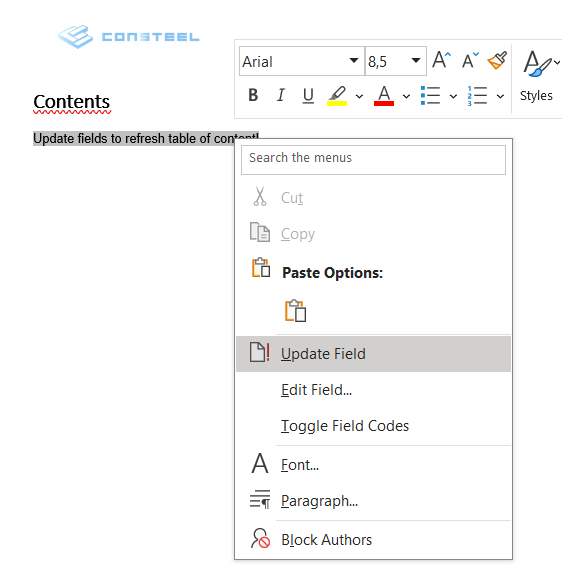 CONSTEEL
Arial 8,5 A A
B I U A Styles
Contents
Update fields to refresh table of content!
Search the menus
Cut
Copy
Paste Options:
Update Field
Edit Field...
Toggle Field Codes
A Font...
Paragraph...
Block Authors